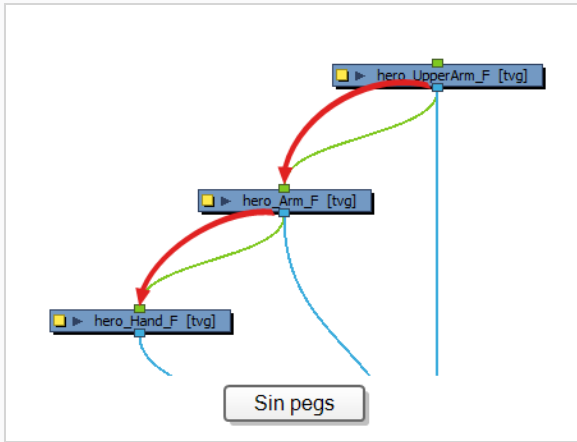 hero_UpperArm_F [tvg]
hero_Arm_F [tvg]
hero_Hand_F [tvg]
Sin pegs